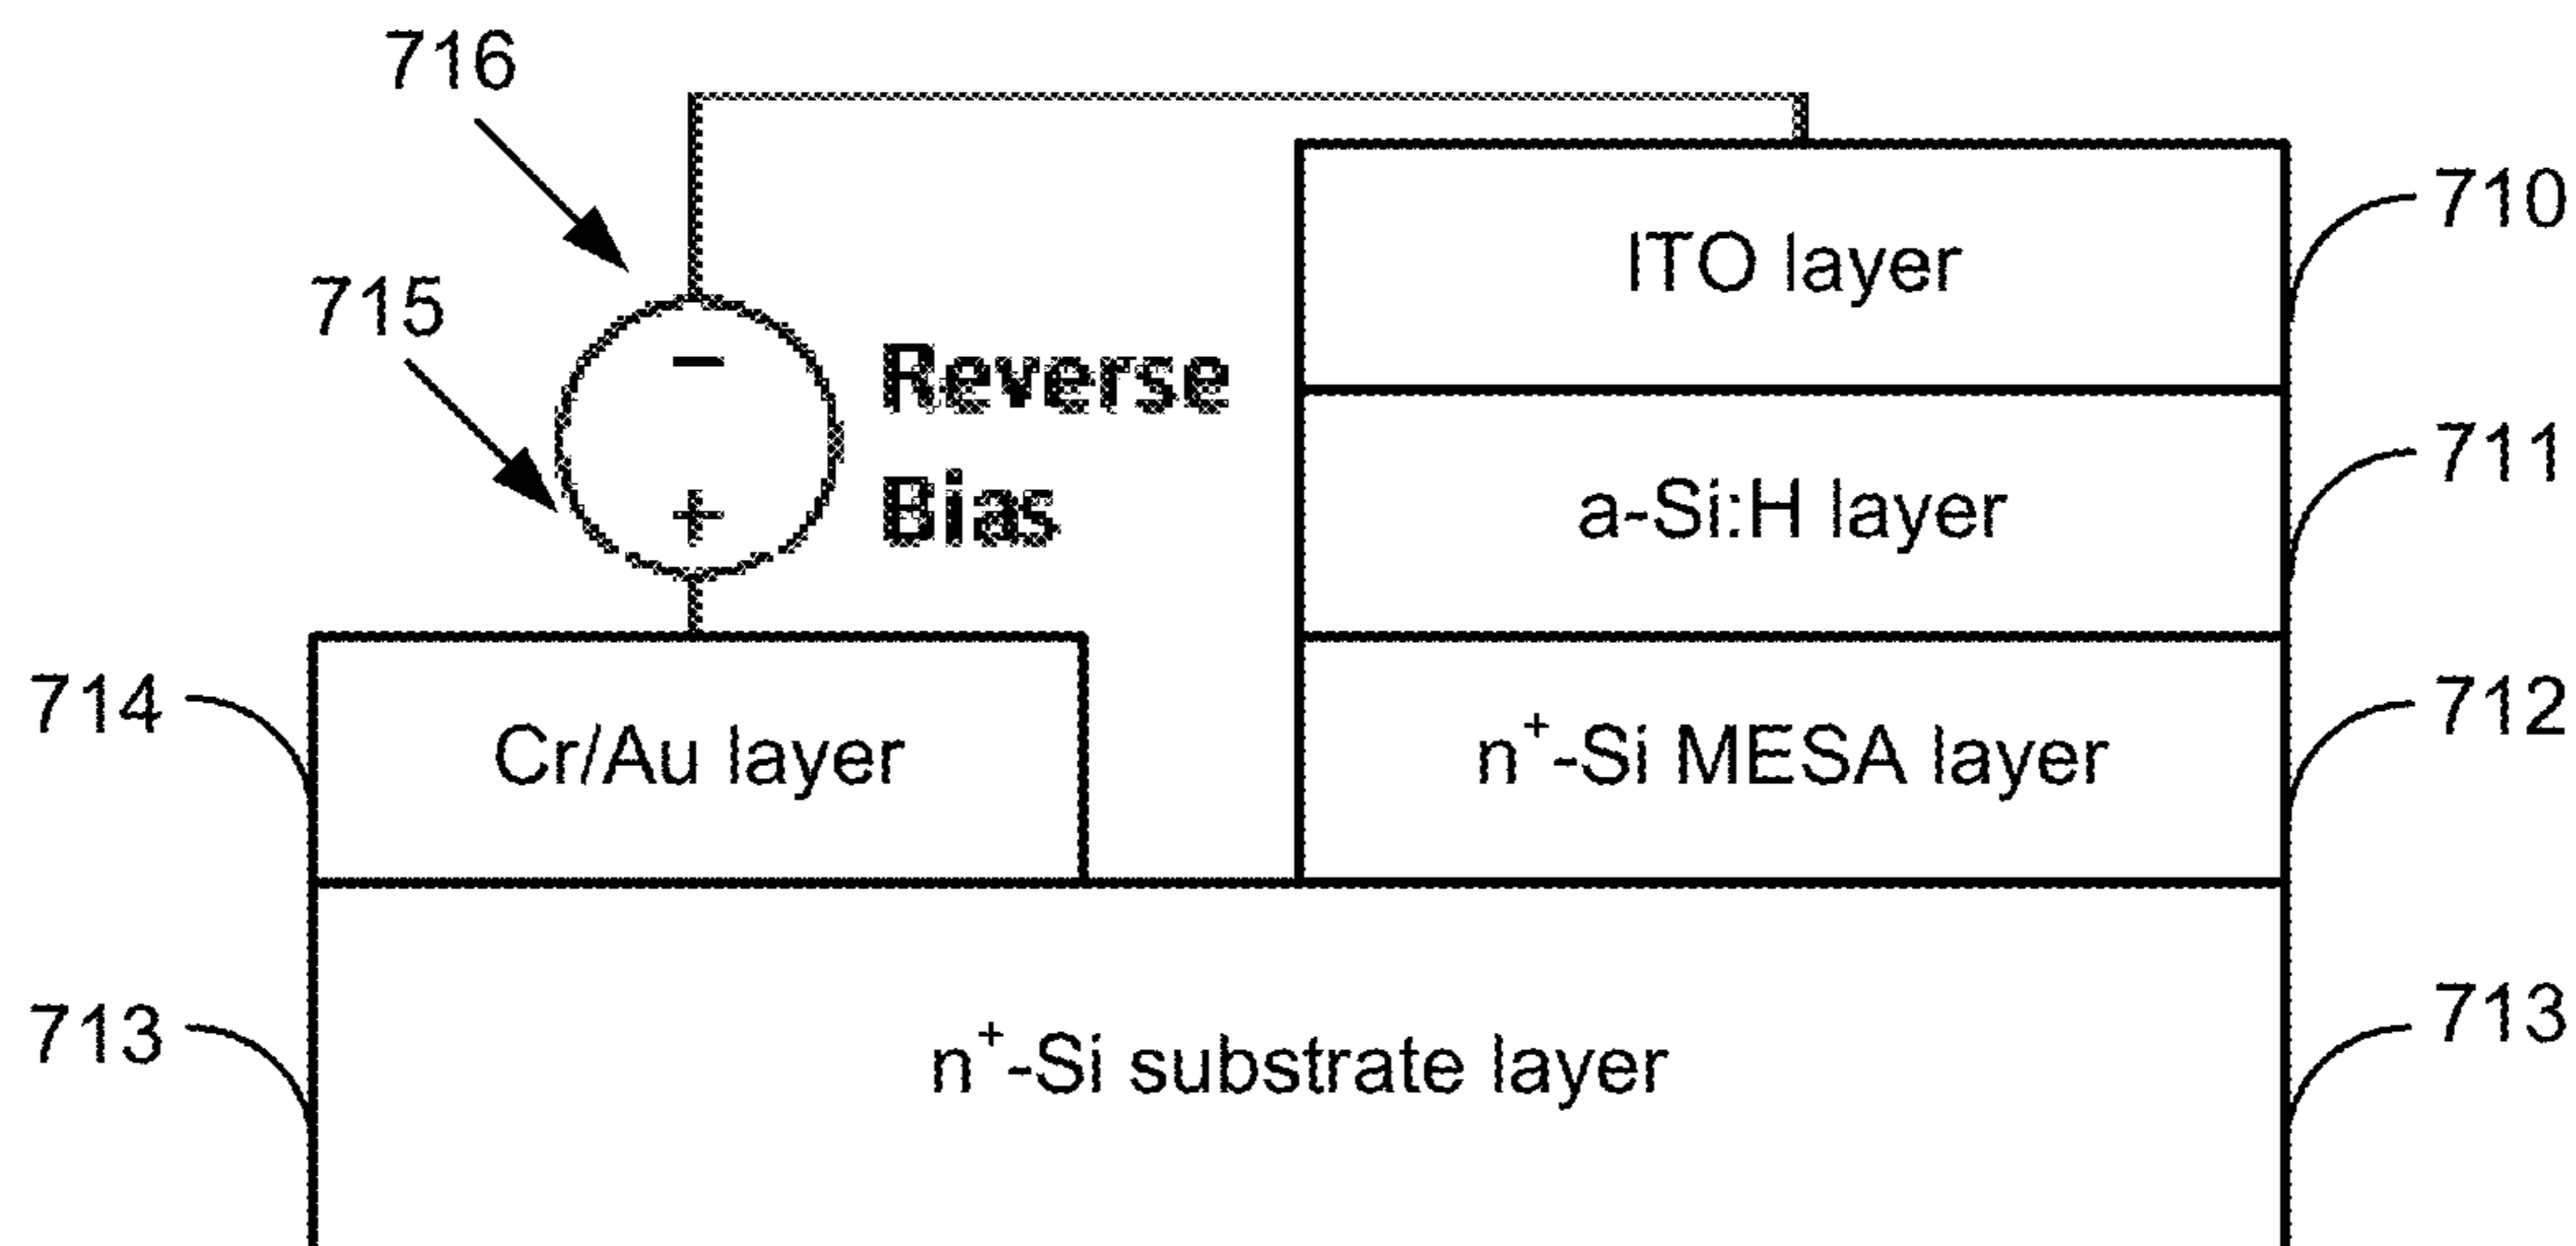 716
710
ITO layer
715
−
Reverse
711
+
Bias
a-Si:H layer
714
712
Cr/Au layer
n⁺-Si MESA layer
713
713
n⁺-Si substrate layer